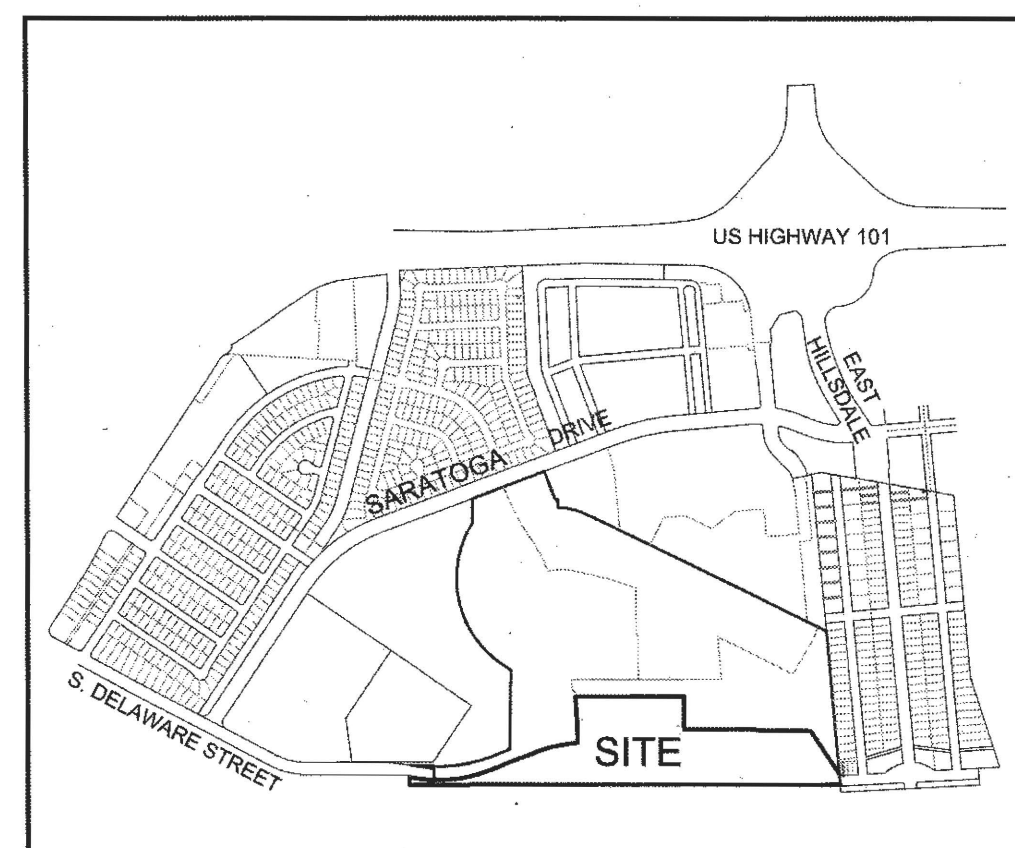 US HIGHWAY 101
EAST
HILLSDALE
SARATOGA DRIVE
S. DELAWARE STREET
SITE